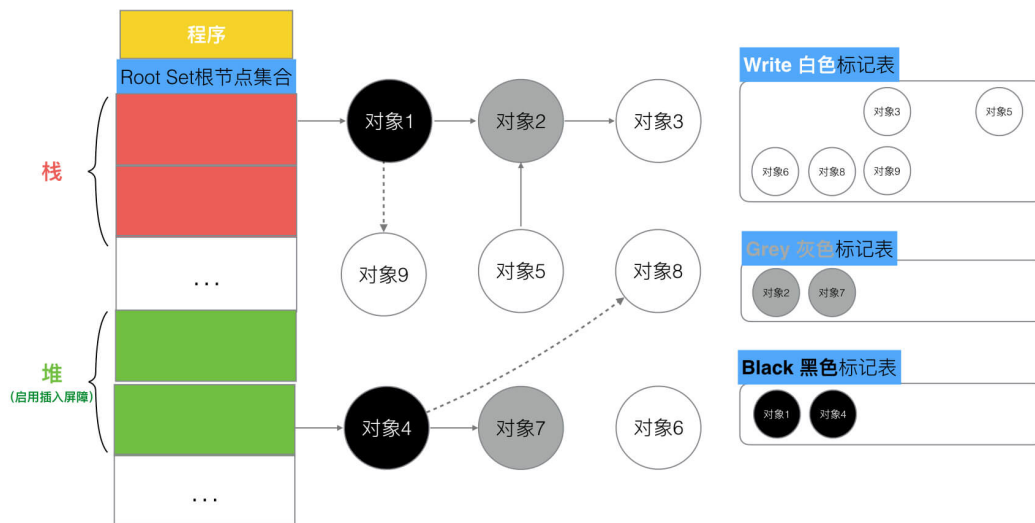 程序
Root Set根节点集合
栈
...
堆
(启用插入屏障)
...
对象1
对象2
对象3
对象9
对象5
对象8
对象4
对象7
对象6
Write 白色标记表
对象3
对象5
对象6
对象8
对象9
Grey 灰色标记表
对象2
对象7
Black 黑色标记表
对象1
对象4